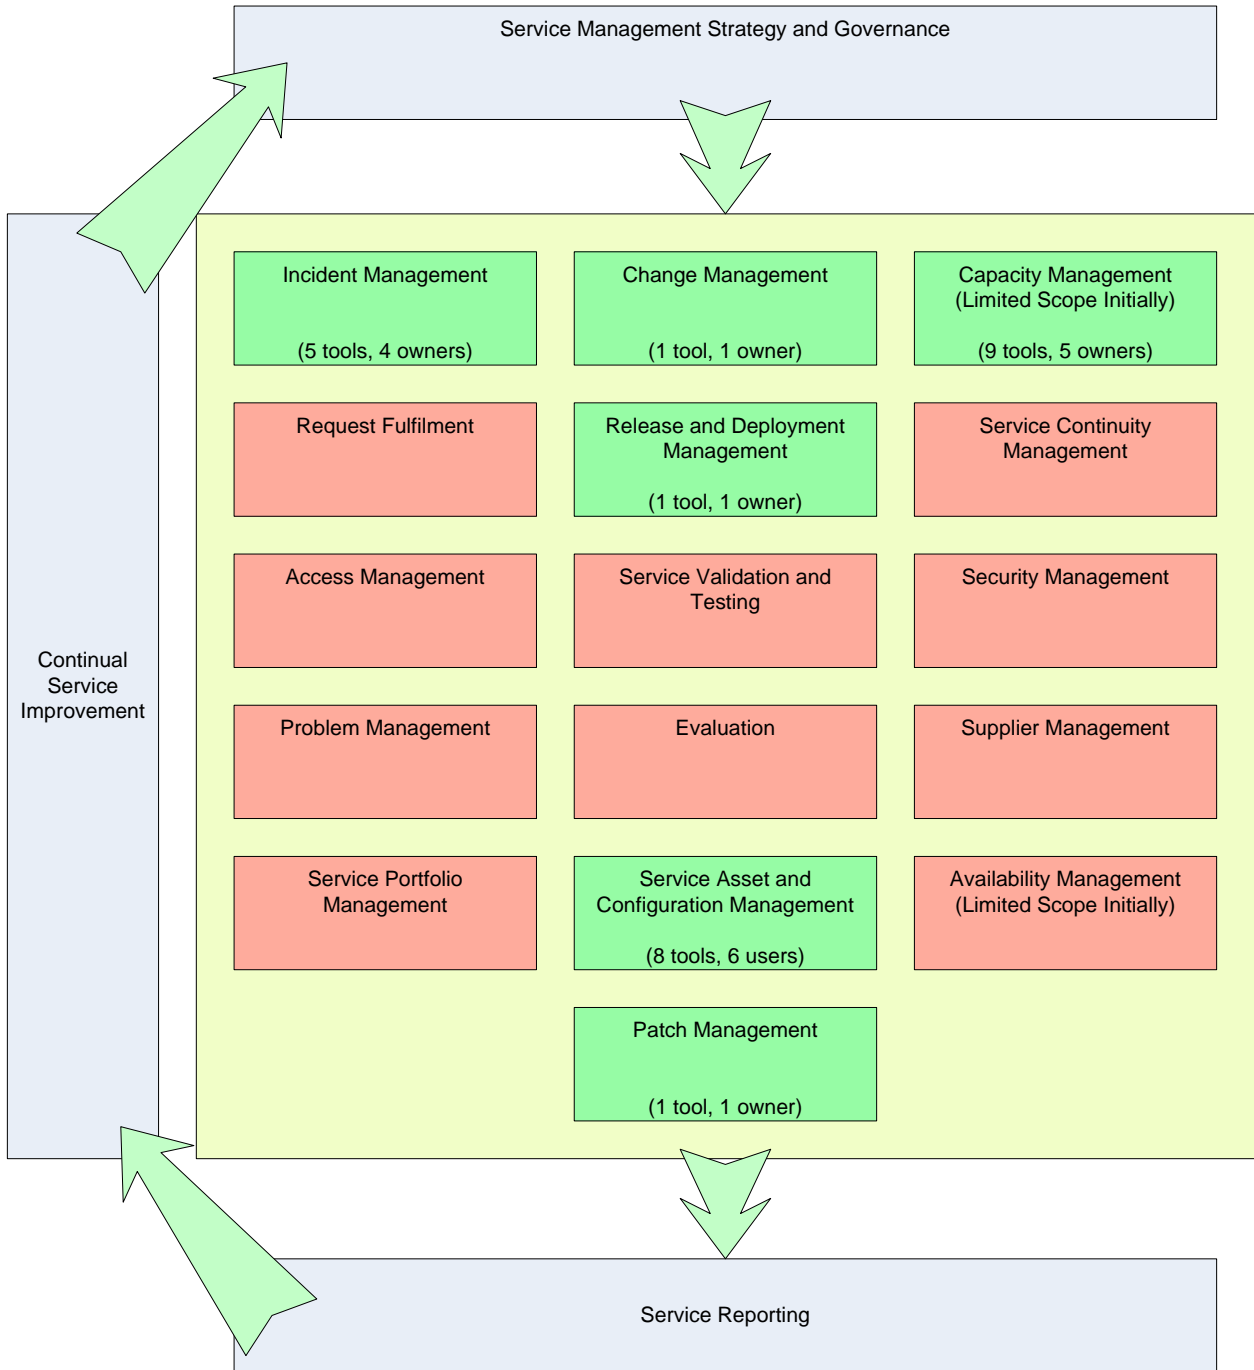 Service Management Strategy and Governance
Incident Management
(5 tools, 4 owners)
Change Management
(1 tool, 1 owner)
Capacity Management
(Limited Scope Initially)
(9 tools, 5 owners)
Request Fulfilment
Release and Deployment
Management
(1 tool, 1 owner)
Service Continuity
Management
Access Management
Service Validation and
Testing
Security Management
Continual
Service
Improvement
Problem Management
Evaluation
Supplier Management
Service Portfolio
Management
Service Asset and
Configuration Management
(8 tools, 6 users)
Availability Management
(Limited Scope Initially)
Patch Management
(1 tool, 1 owner)
Service Reporting